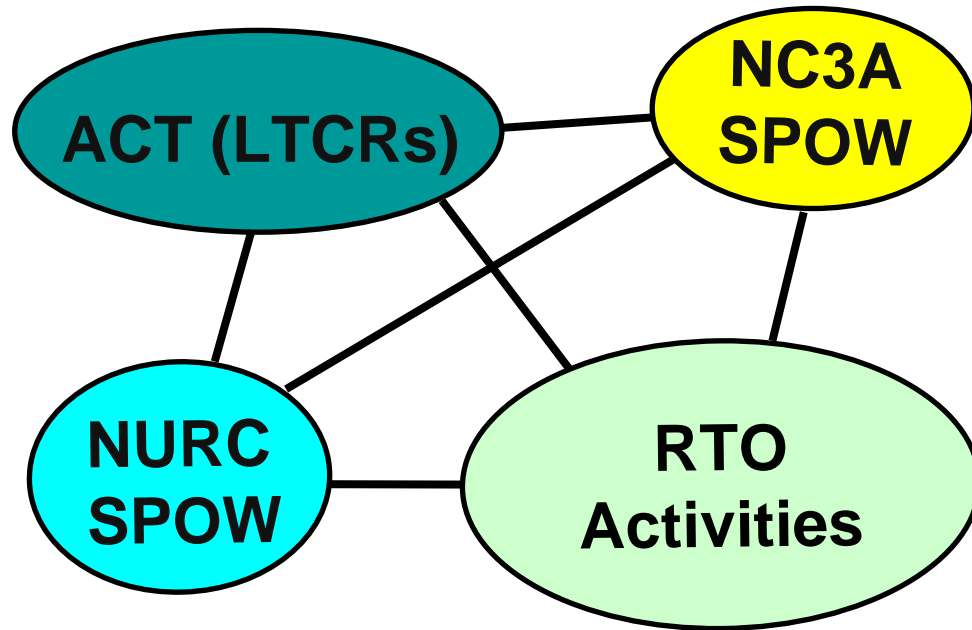 ACT (LTCRs)
NC3A
SPOW
NURC
SPOW
RTO
Activities